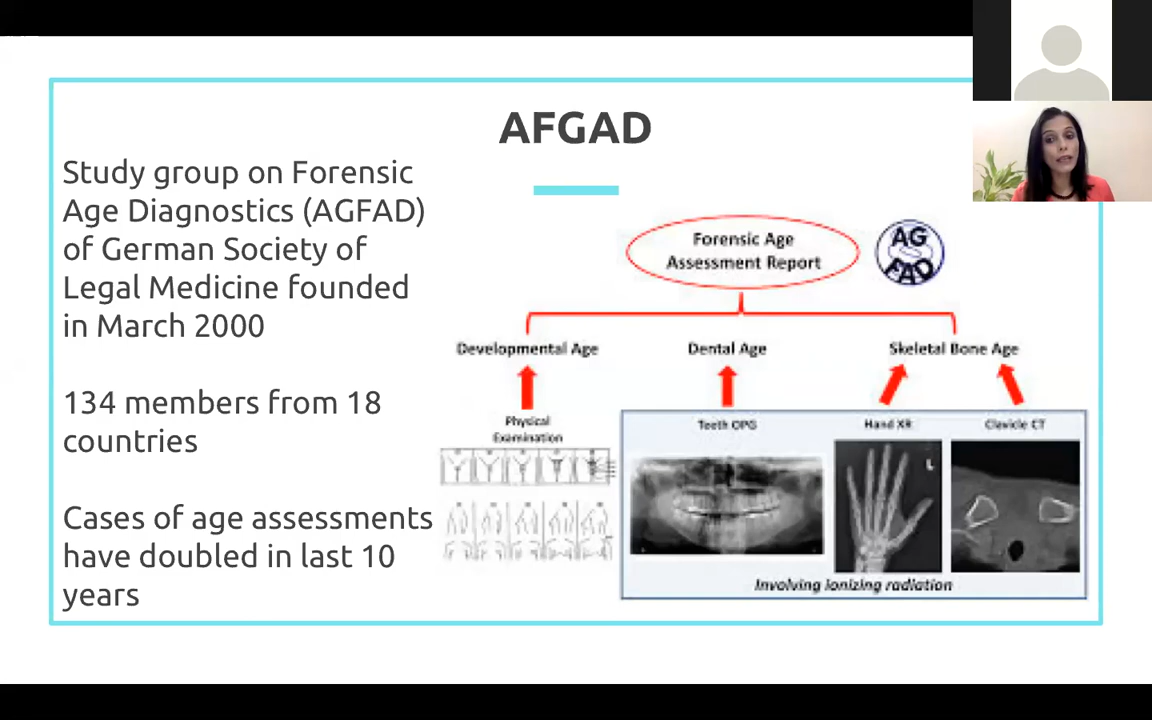 AFGAD
Study group on Forensic
Age Diagnostics (AGFAD)
of German Society of
Legal Medicine founded
in March 2000
134 members from 18
countries
Cases of age assessments
have doubled in last 10
years
Forensic Age
Assessment Report
AG
FAD
Developmental Age
Dental Age
Skeletal Bone Age
Physical
Examination
Teeth OPG
Hand XR
Clavicle CT
L
Involving ionizing radiation